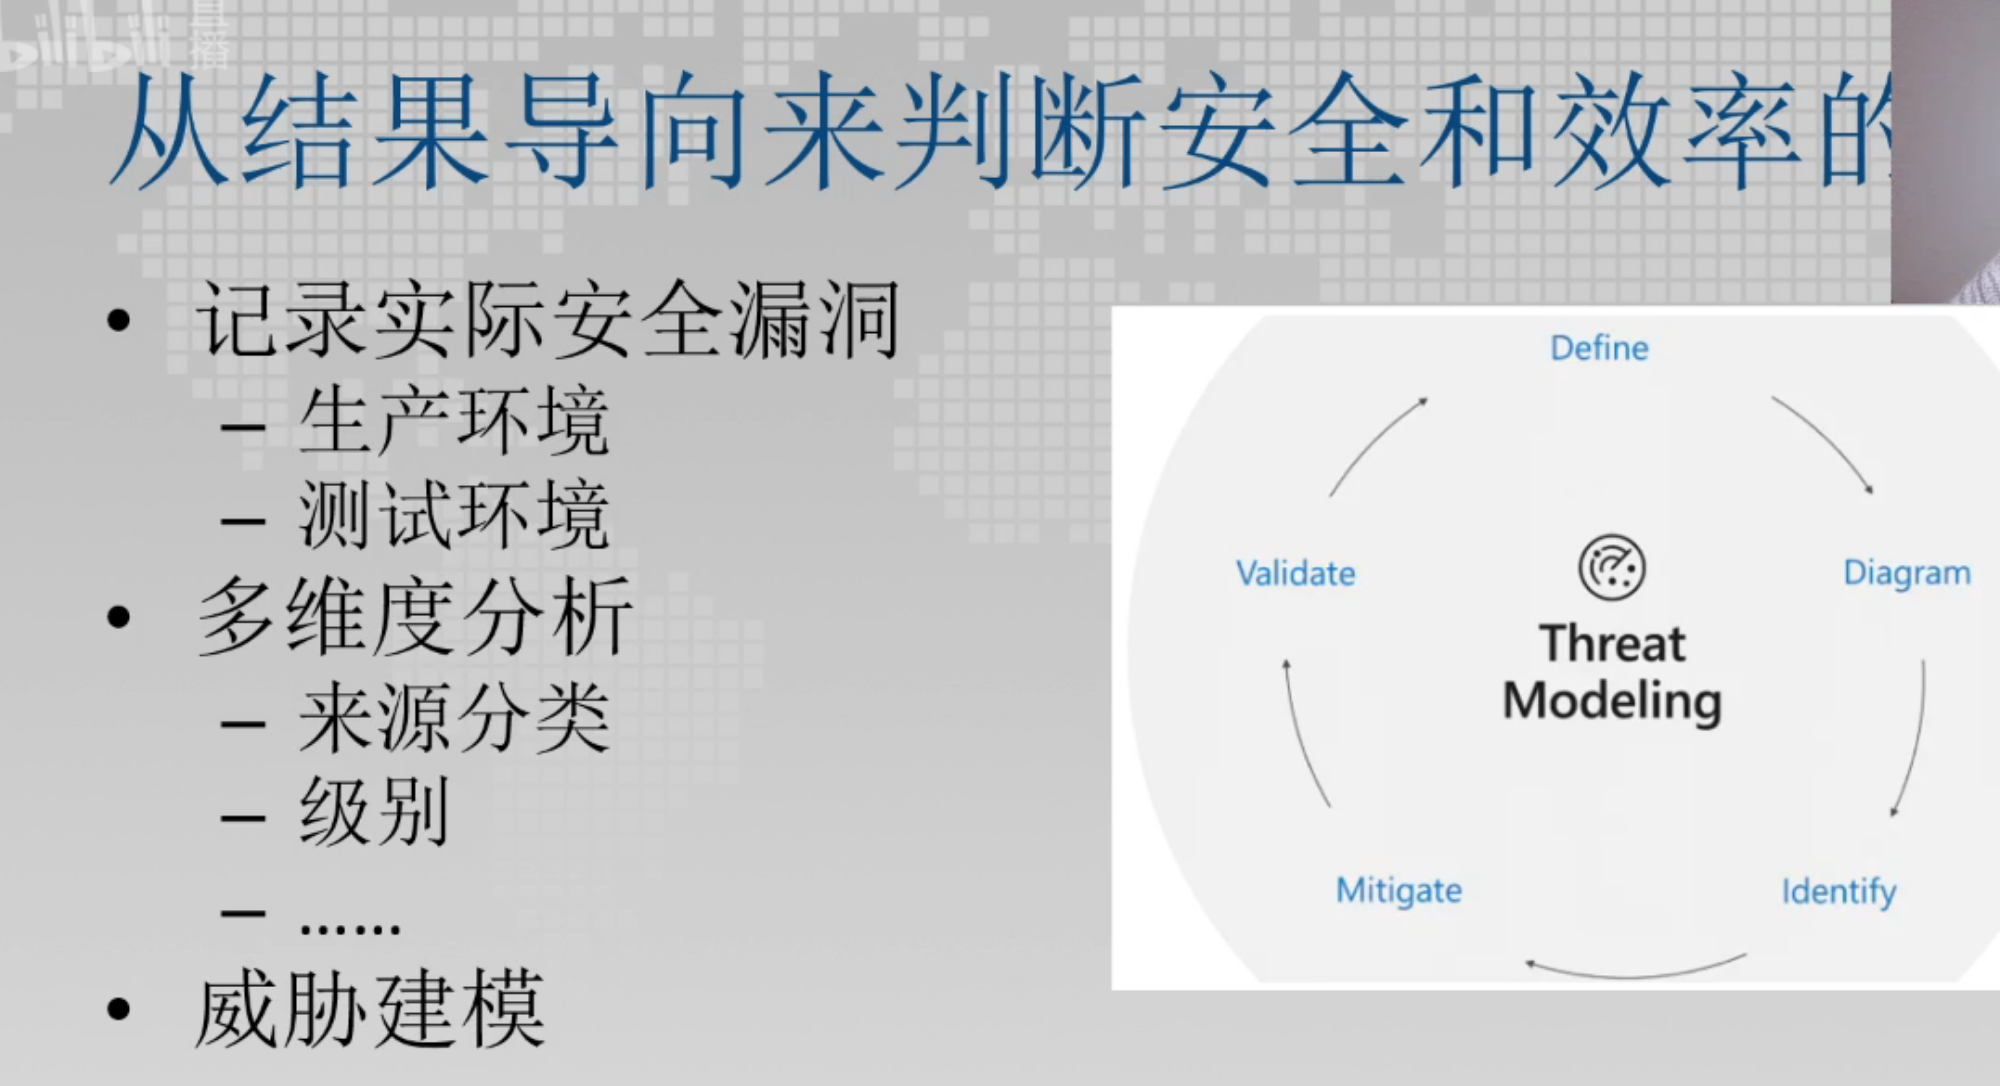 bilibili 直播
从结果导向来判断安全和效率的
• 记录实际安全漏洞
– 生产环境
– 测试环境
• 多维度分析
– 来源分类
– 级别
– ……
• 威胁建模
Define
Validate
Diagram
Threat
Modeling
Mitigate
Identify